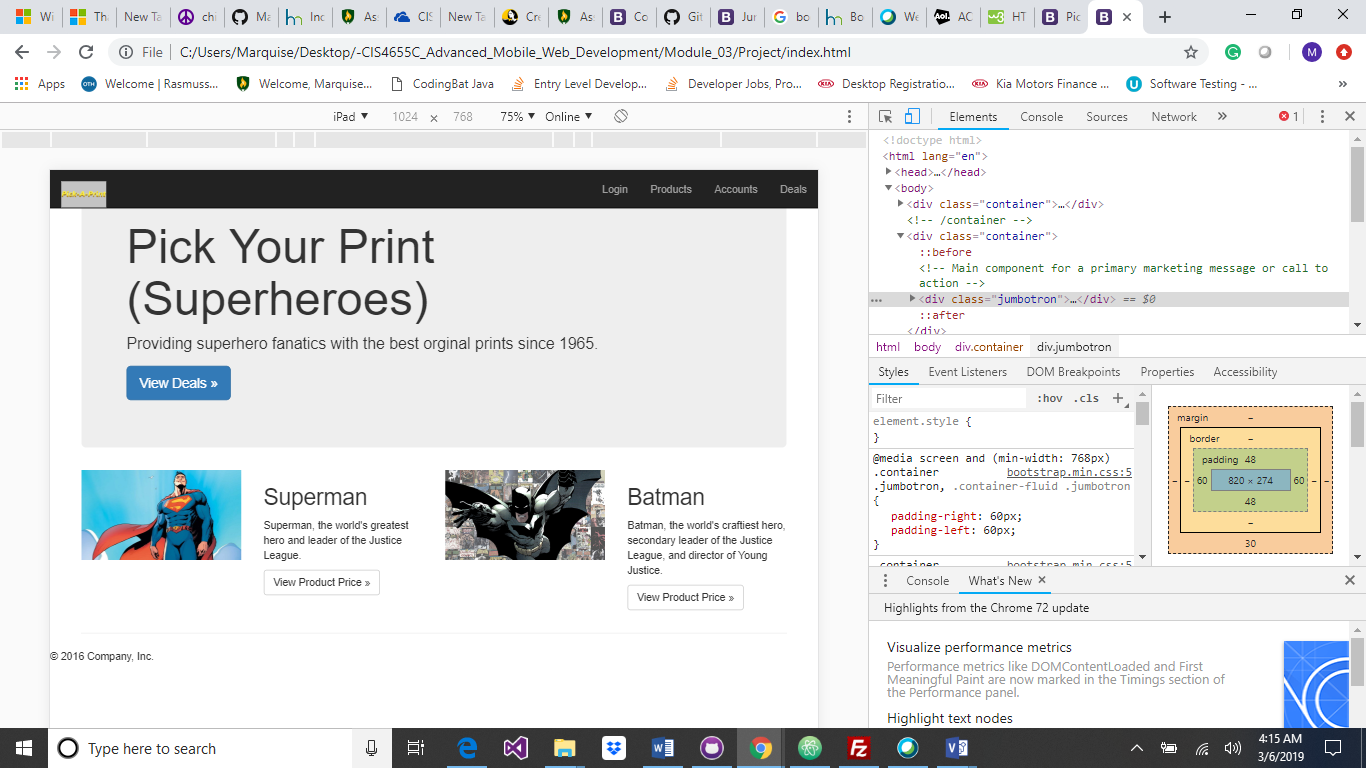 Wi
Th
New Ta
chi
Ma
Inc
As
CIS
New Ta
Cre
As
Co
Git
Jur
bo
Bo
We
Aol.
AC
HT
Pic
File
C:/Users/Marquise/Desktop/-CIS4655C_Advanced_Mobile_Web_Development/Module_03/Project/index.html
M
Apps
OTH
Welcome | Rasmuss...
Welcome, Marquise...
CodingBat Java
Entry Level Develop...
Developer Jobs, Pro...
Desktop Registratio...
Kia Motors Finance ...
Software Testing - ...
»
iPad ▼ 1024 × 768 75% ▼ Online ▼
Elements Console Sources Network » 1
<!doctype html>
<html lang="en">
<head>…</head>
<body>
<div class="container">…</div>
<!-- /container -->
<div class="container">
::before
<!-- Main component for a primary marketing message or call to
action -->
… <div class="jumbotron">…</div> == $0
::after
</div>
html body div.container div.jumbotron
Styles Event Listeners DOM Breakpoints Properties Accessibility
Filter :hov .cls +
element.style {
}
@media screen and (min-width: 768px)
.container bootstrap.min.css:5
.jumbotron, .container-fluid .jumbotron
{
padding-right: 60px;
padding-left: 60px;
}
.container bootstrap.min.css:5
margin –
border –
padding 48
– – 60 820 × 274 60 – –
48
–
30
Console What's New ×
Highlights from the Chrome 72 update
Visualize performance metrics
Performance metrics like DOMContentLoaded and First
Meaningful Paint are now marked in the Timings section of
the Performance panel.
Highlight text nodes
Login Products Accounts Deals
Pick Your Print
(Superheroes)
Providing superhero fanatics with the best orginal prints since 1965.
View Deals »
Superman
Superman, the world's greatest
hero and leader of the Justice
League.
View Product Price »
Batman
Batman, the world's craftiest hero,
secondary leader of the Justice
League, and director of Young
Justice.
View Product Price »
© 2016 Company, Inc.
Type here to search
4:15 AM
3/6/2019